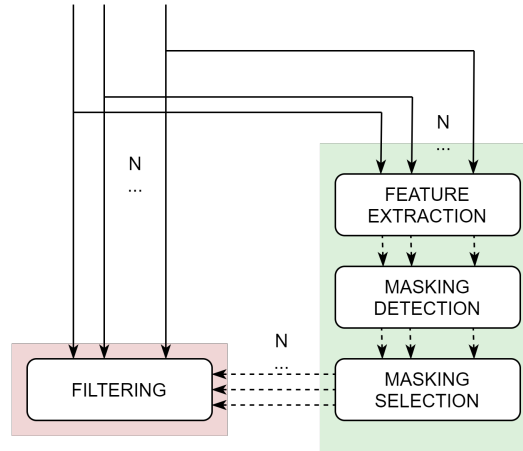 N
...
N
...
FEATURE
EXTRACTION
MASKING
DETECTION
N
...
MASKING
SELECTION
FILTERING